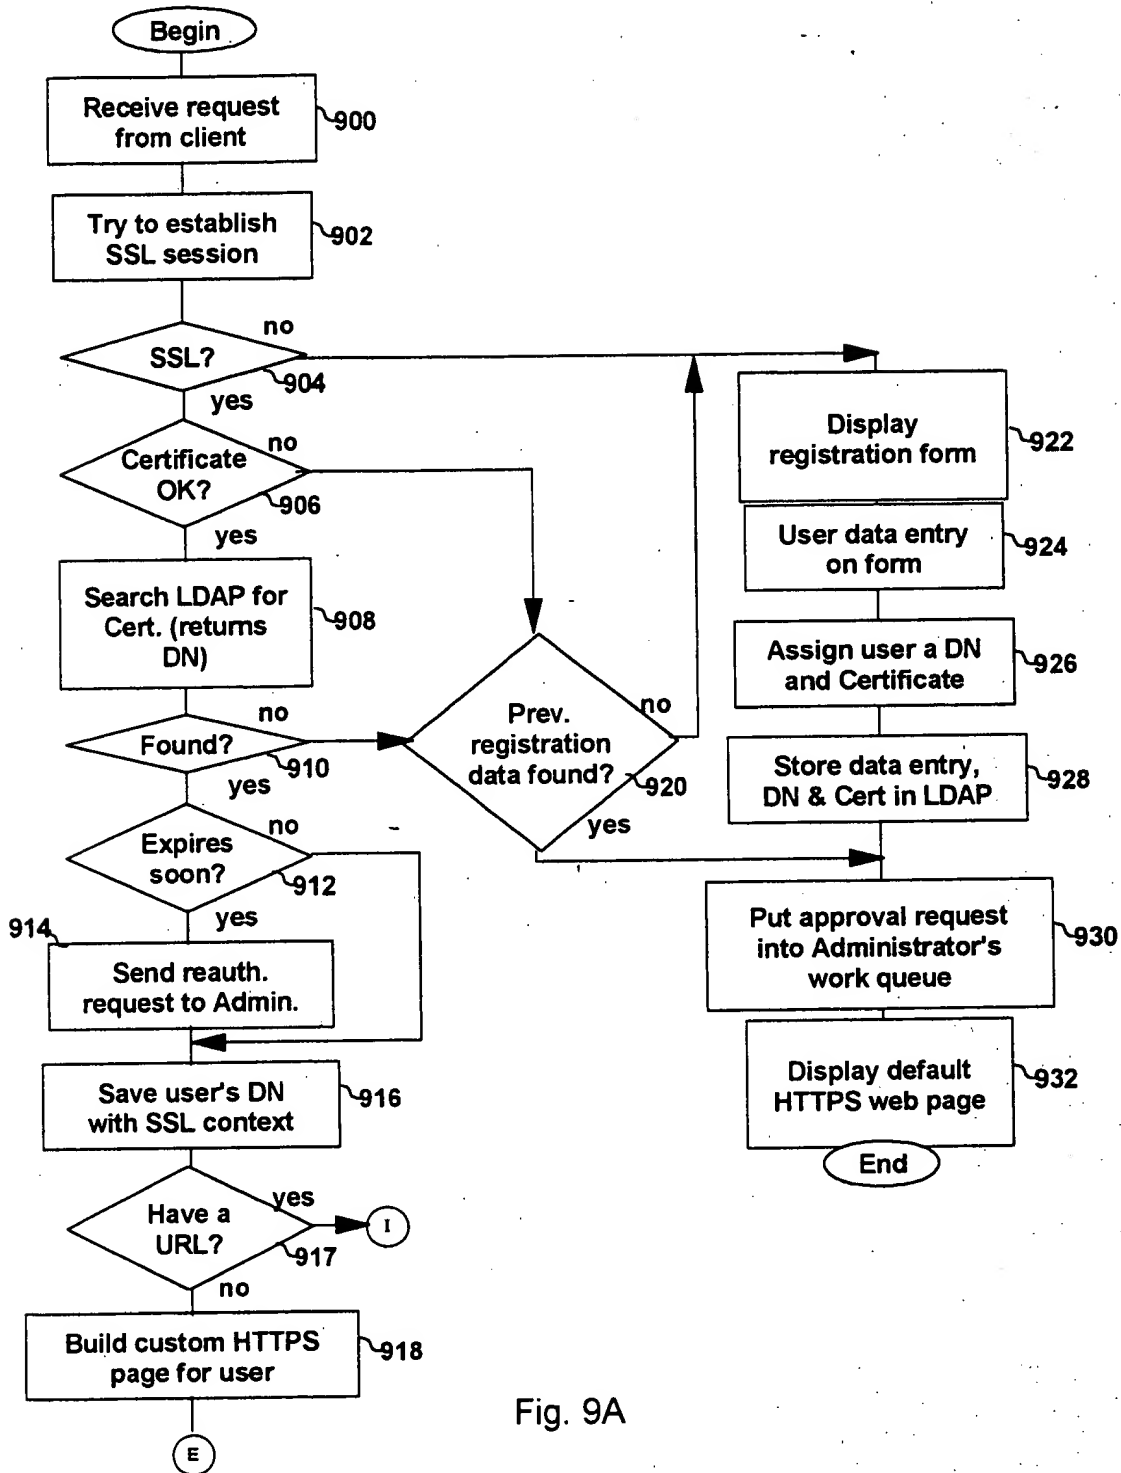 Begin
Receive request
from client
900
Try to establish
SSL session
902
no
SSL?
904
yes
no
Certificate
OK?
906
yes
Search LDAP for
Cert. (returns
DN)
908
no
Found?
910
yes
no
Expires
soon?
912
yes
914
Send reauth.
request to Admin.
Save user's DN
with SSL context
916
yes
Have a
URL?
917
I
no
Build custom HTTPS
page for user
918
E
no
Prev.
registration
data found?
920
yes
Display
registration form
922
User data entry
on form
924
Assign user a DN
and Certificate
926
Store data entry,
DN & Cert in LDAP
928
Put approval request
into Administrator's
work queue
930
Display default
HTTPS web page
932
End
Fig. 9A